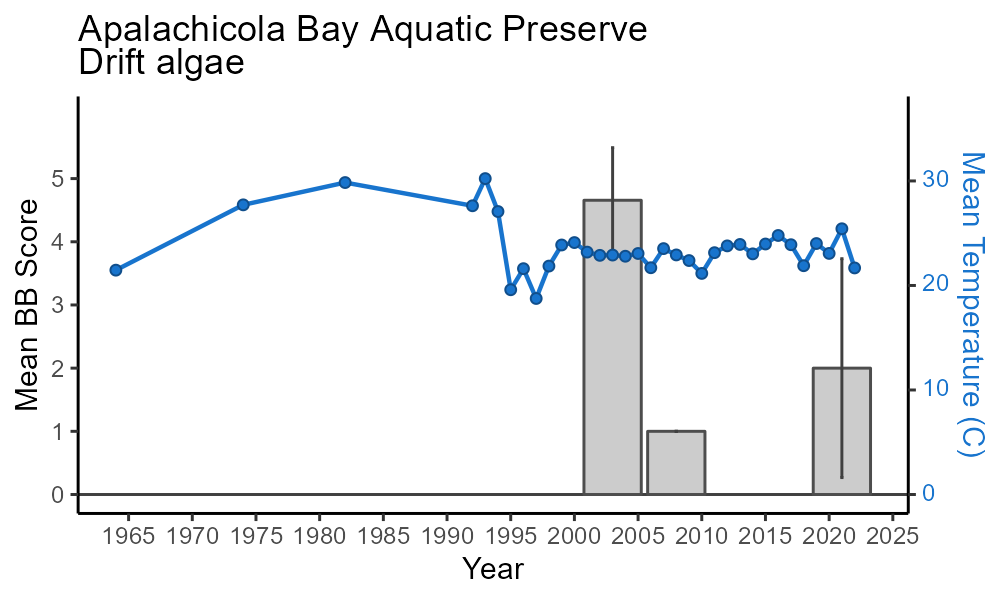 Apalachicola Bay Aquatic Preserve
Drift algae
Mean BB Score
5
4
3
2
1
0
30
20
10
0
Mean Temperature (C)
1965 1970 1975 1980 1985 1990 1995 2000 2005 2010 2015 2020 2025
Year